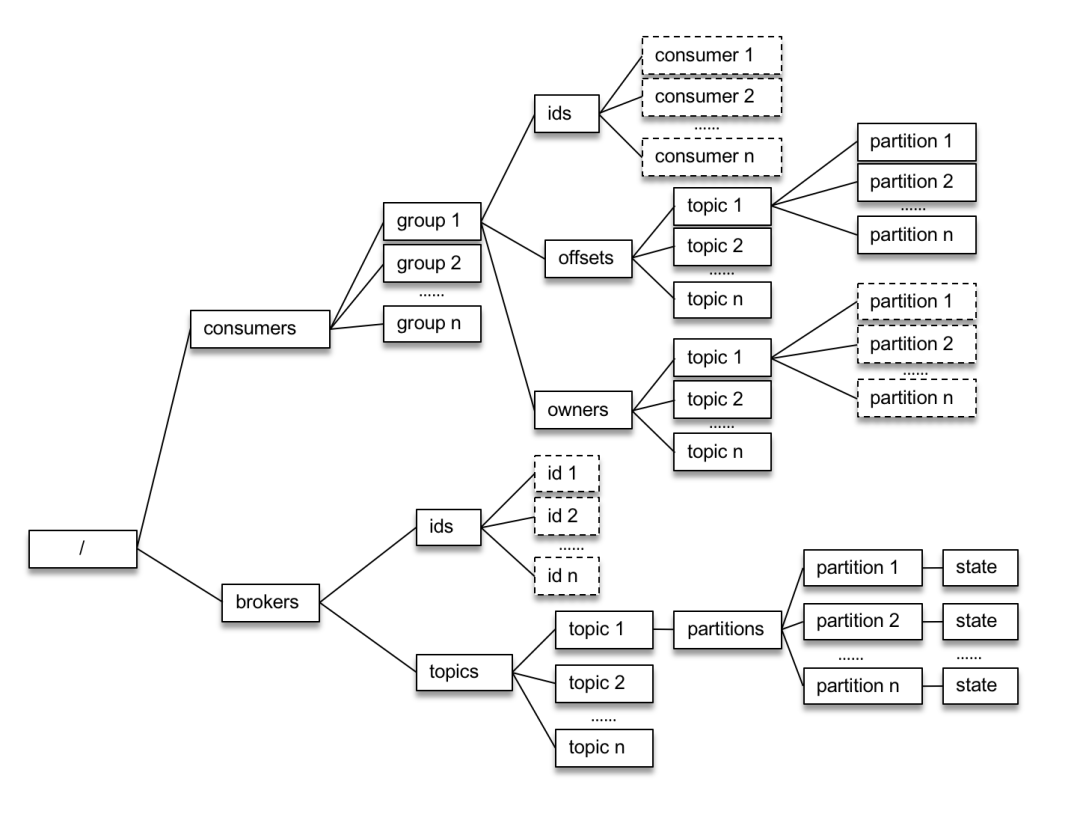 /
consumers
group 1
group 2
......
group n
ids
consumer 1
consumer 2
......
consumer n
offsets
topic 1
topic 2
......
topic n
partition 1
partition 2
......
partition n
owners
topic 1
topic 2
......
topic n
partition 1
partition 2
......
partition n
brokers
ids
id 1
id 2
......
id n
topics
topic 1
topic 2
......
topic n
partitions
partition 1
state
partition 2
state
......
......
partition n
state